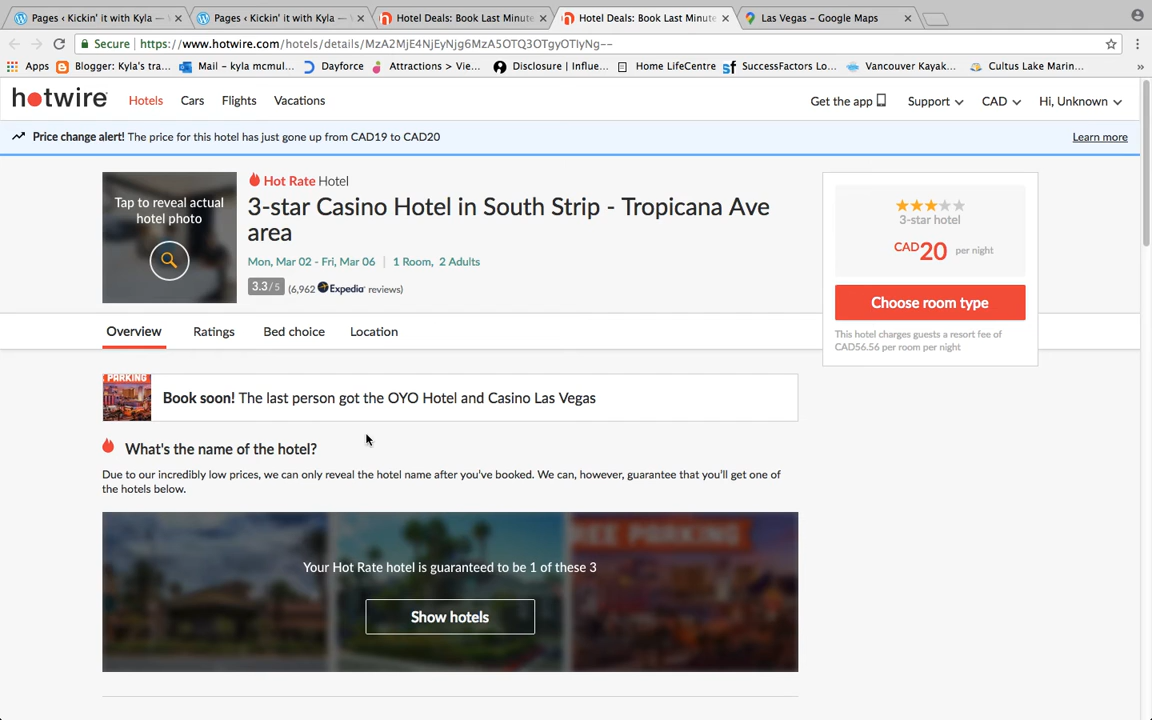 Pages ‹ Kickin' it with Kyla —
Pages ‹ Kickin' it with Kyla —
Hotel Deals: Book Last Minute
Hotel Deals: Book Last Minute
Las Vegas – Google Maps
Secure
https://www.hotwire.com/hotels/details/MzA2MjE4NjEyNjg6MzA5OTQ3OTgyOTIyNg--
Apps
Blogger: Kyla's tra...
Mail – kyla mcmul...
Dayforce
Attractions > Vie...
Disclosure | Influe...
Home LifeCentre
SuccessFactors Lo...
Vancouver Kayak...
Cultus Lake Marin...
»
hotwire
Hotels
Cars
Flights
Vacations
Get the app
Support
CAD
Hi, Unknown
Price change alert! The price for this hotel has just gone up from CAD19 to CAD20
Learn more
Tap to reveal actual
hotel photo
Hot Rate Hotel
3-star Casino Hotel in South Strip - Tropicana Ave
area
Mon, Mar 02 - Fri, Mar 06 | 1 Room, 2 Adults
3.3/5 (6,962 Expedia reviews)
3-star hotel
CAD20 per night
Choose room type
This hotel charges guests a resort fee of
CAD56.56 per room per night
Overview
Ratings
Bed choice
Location
PARKING
Book soon! The last person got the OYO Hotel and Casino Las Vegas
What's the name of the hotel?
Due to our incredibly low prices, we can only reveal the hotel name after you've booked. We can, however, guarantee that you'll get one of
the hotels below.
FREE PARKING
Your Hot Rate hotel is guaranteed to be 1 of these 3
Show hotels